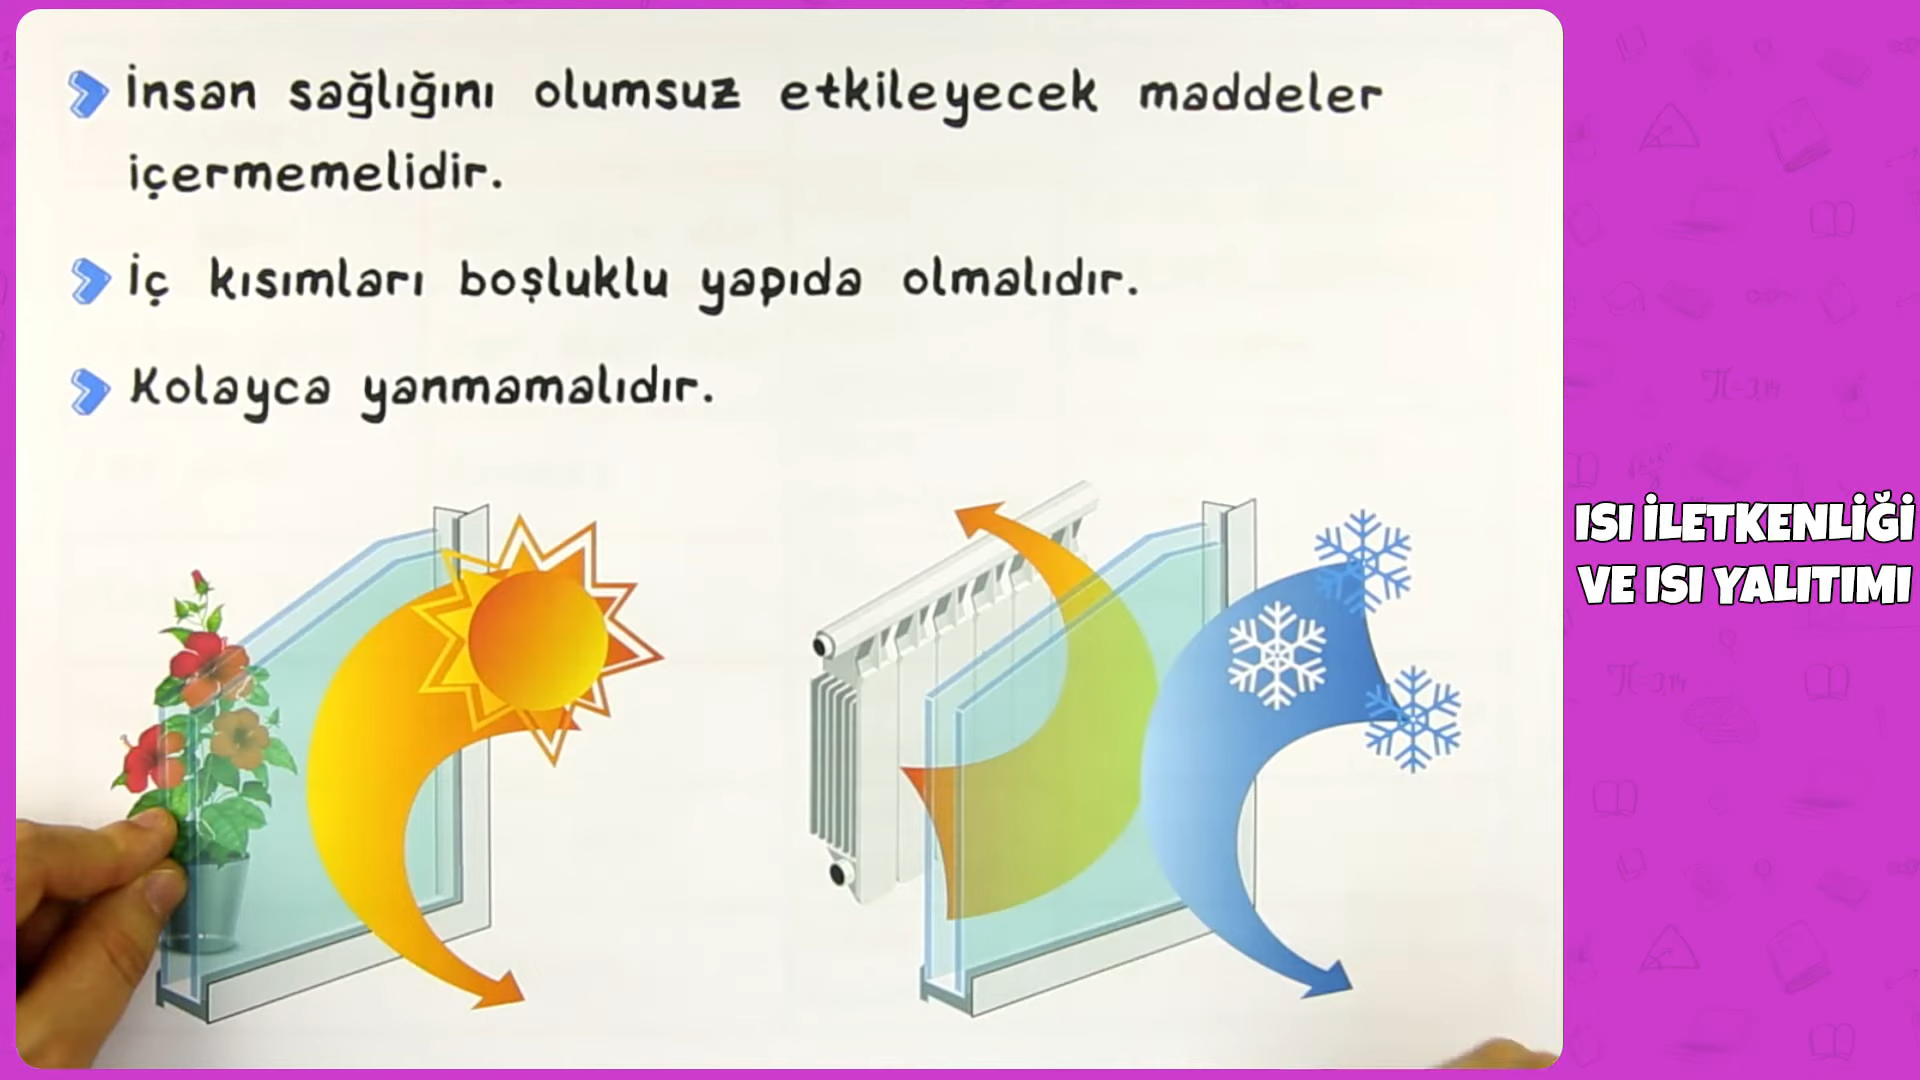 İnsan sağlığını olumsuz etkileyecek maddeler
içermemelidir.
İç kısımları boşluklu yapıda olmalıdır.
Kolayca yanmamalıdır.
ISI İLETKENLİĞİ
VE ISI YALITIMI